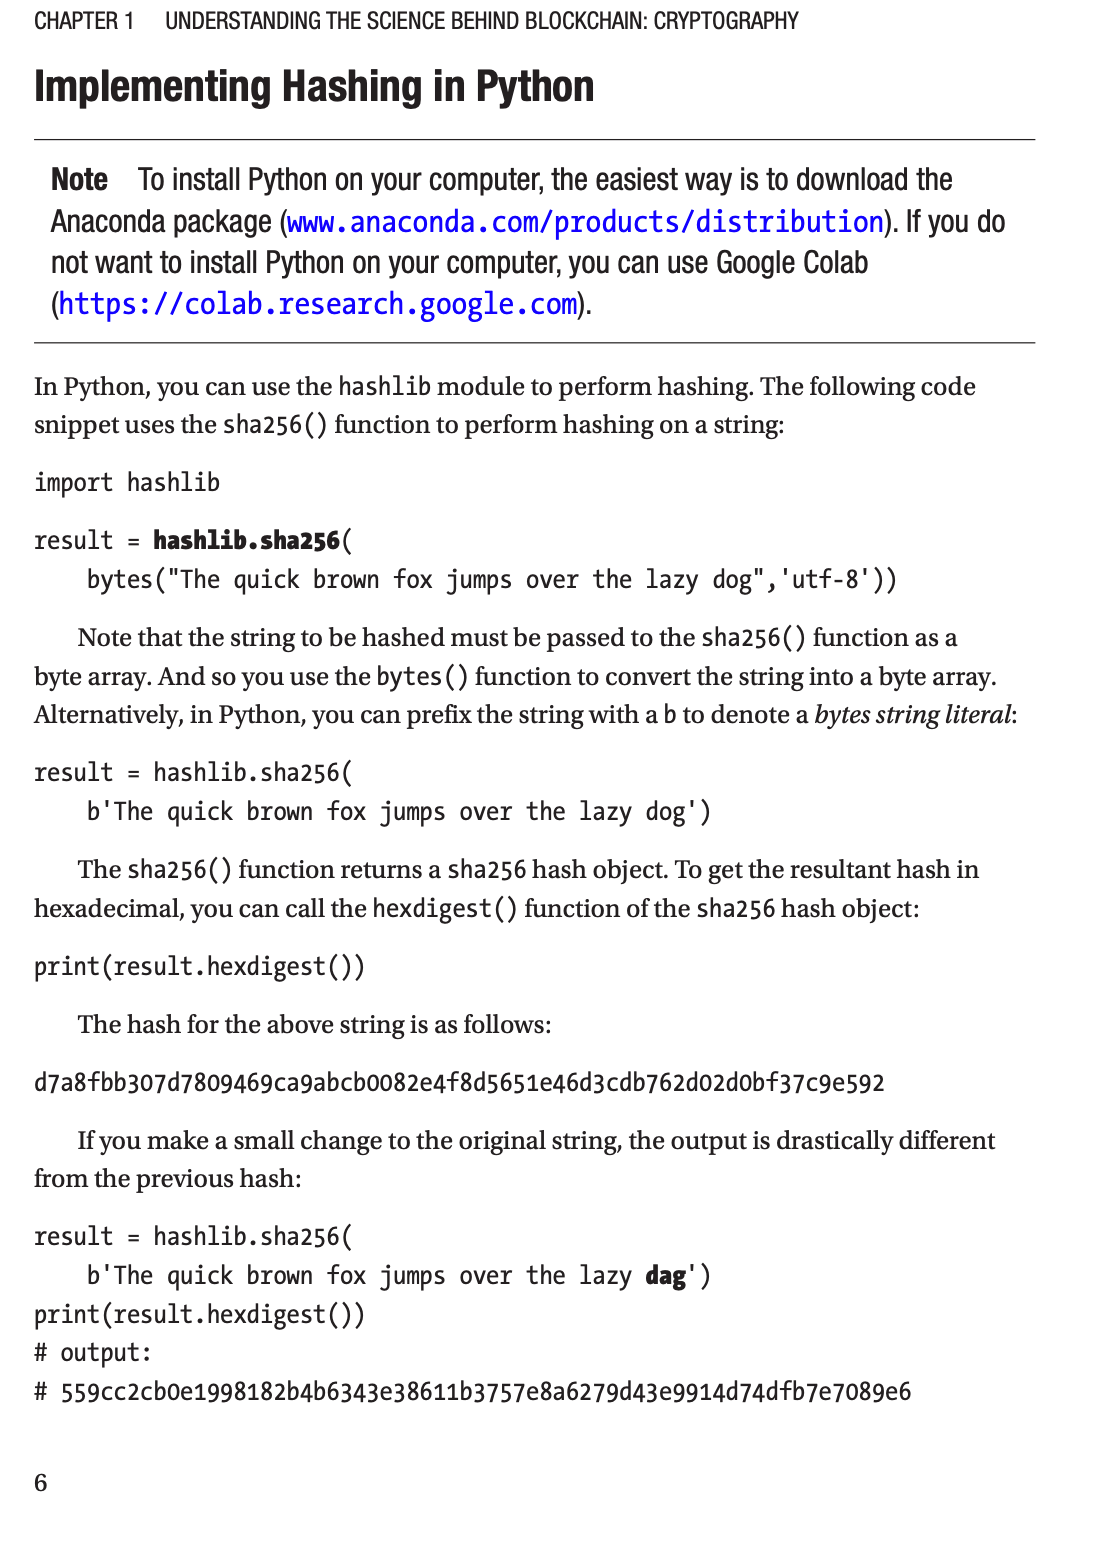 CHAPTER 1 UNDERSTANDING THE SCIENCE BEHIND BLOCKCHAIN: CRYPTOGRAPHY
Implementing Hashing in Python
Note To install Python on your computer, the easiest way is to download the
Anaconda package (www.anaconda.com/products/distribution). If you do
not want to install Python on your computer, you can use Google Colab
(https://colab.research.google.com).
In Python, you can use the hashlib module to perform hashing. The following code
snippet uses the sha256() function to perform hashing on a string:
import hashlib
result = hashlib.sha256(
    bytes("The quick brown fox jumps over the lazy dog",'utf-8'))
Note that the string to be hashed must be passed to the sha256() function as a
byte array. And so you use the bytes() function to convert the string into a byte array.
Alternatively, in Python, you can prefix the string with a b to denote a bytes string literal:
result = hashlib.sha256(
    b'The quick brown fox jumps over the lazy dog')
The sha256() function returns a sha256 hash object. To get the resultant hash in
hexadecimal, you can call the hexdigest() function of the sha256 hash object:
print(result.hexdigest())
The hash for the above string is as follows:
d7a8fbb307d7809469ca9abcb0082e4f8d5651e46d3cdb762d02d0bf37c9e592
If you make a small change to the original string, the output is drastically different
from the previous hash:
result = hashlib.sha256(
    b'The quick brown fox jumps over the lazy dag')
print(result.hexdigest())
# output:
# 559cc2cb0e1998182b4b6343e38611b3757e8a6279d43e9914d74dfb7e7089e6
6